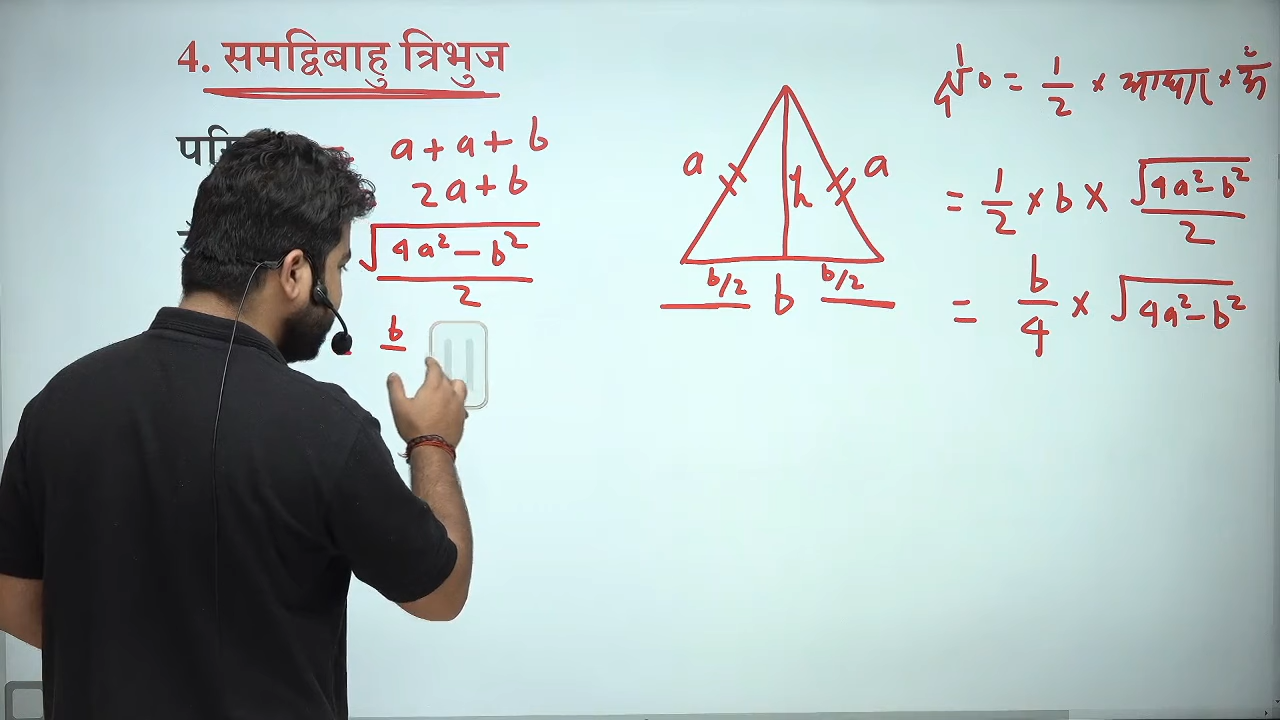 4. समद्विबाहु त्रिभुज
a + a + b
2a + b
√4a² - b²
2
b
a
a
h
b/2
b
b/2
क्षे० = 1/2 × आधार × ऊँ
= 1/2 × b × √4a² - b² / 2
= b/4 × √4a² - b²